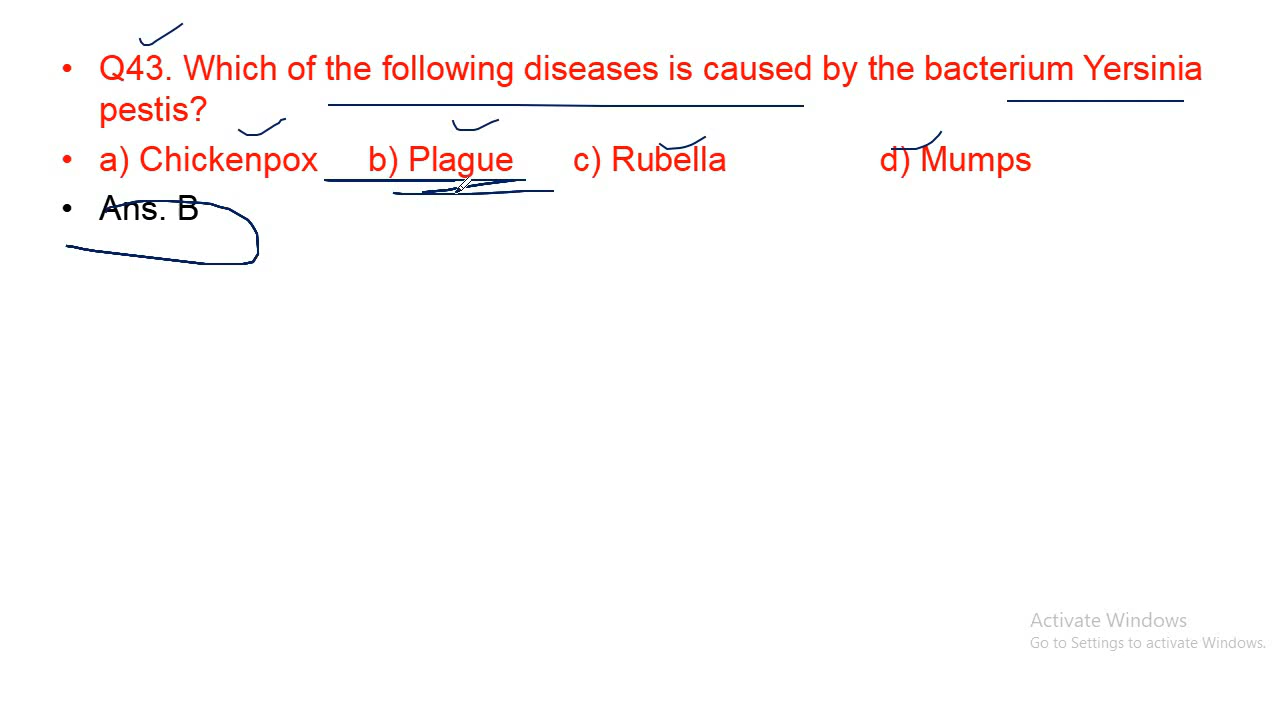 • Q43. Which of the following diseases is caused by the bacterium Yersinia
pestis?
• a) Chickenpox b) Plague c) Rubella d) Mumps
• Ans. B
Activate Windows
Go to Settings to activate Windows.